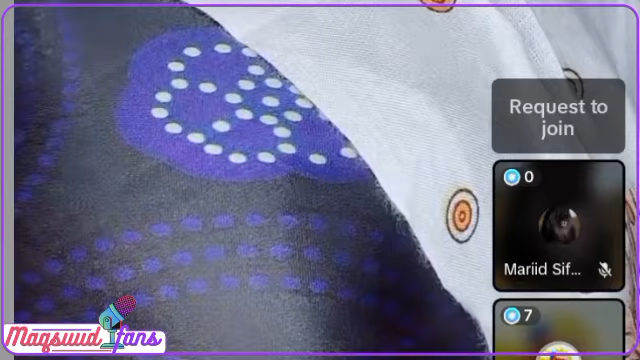 Request to
join
0
Mariid Sif...
7
Maqsuud fans